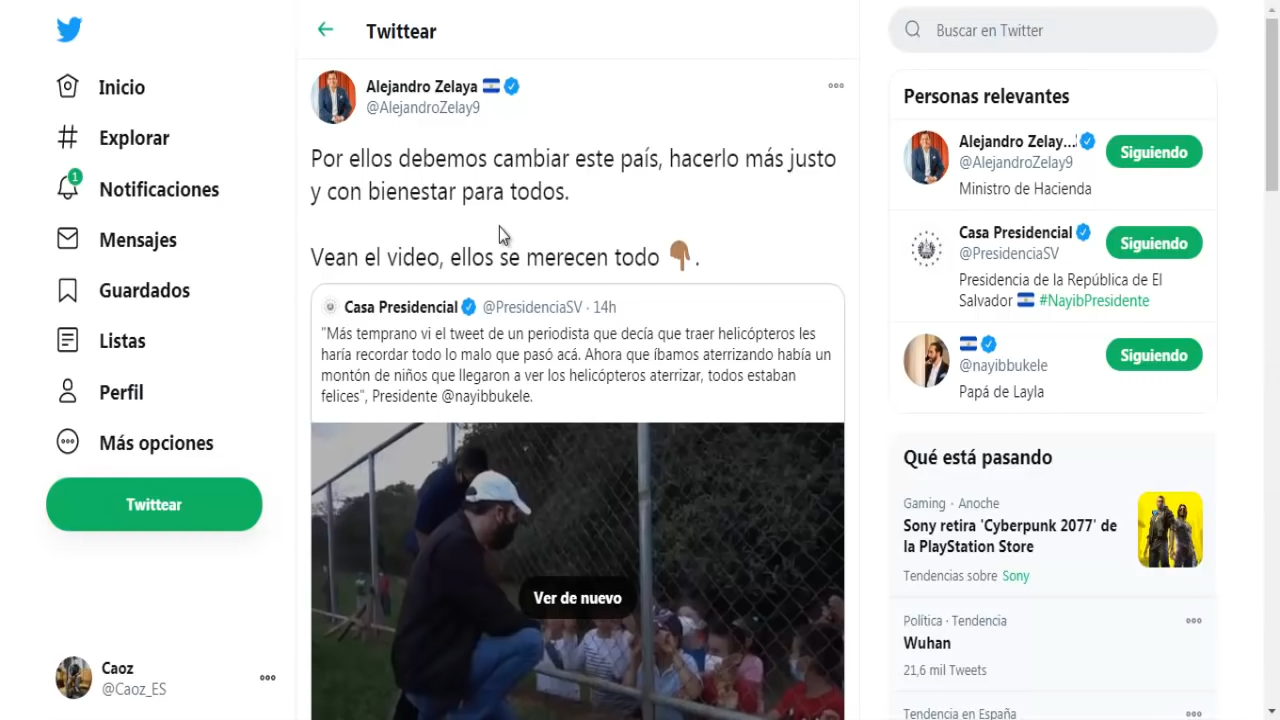 Inicio
Explorar
1
Notificaciones
Mensajes
Guardados
Listas
Perfil
Más opciones
Twittear
Caoz
@Caoz_ES
Twittear
Alejandro Zelaya
@AlejandroZelay9
Por ellos debemos cambiar este país, hacerlo más justo
y con bienestar para todos.
Vean el video, ellos se merecen todo 👇🏾.
Casa Presidencial @PresidenciaSV · 14h
"Más temprano vi el tweet de un periodista que decía que traer helicópteros les
haría recordar todo lo malo que pasó acá. Ahora que íbamos aterrizando había un
montón de niños que llegaron a ver los helicópteros aterrizar, todos estaban
felices", Presidente @nayibbukele.
Ver de nuevo
Buscar en Twitter
Personas relevantes
Alejandro Zelay...
@AlejandroZelay9
Siguiendo
Ministro de Hacienda
Casa Presidencial
@PresidenciaSV
Siguiendo
Presidencia de la República de El
Salvador 🇸🇻 #NayibPresidente
🇸🇻
@nayibbukele
Siguiendo
Papá de Layla
Qué está pasando
Gaming · Anoche
Sony retira 'Cyberpunk 2077' de
la PlayStation Store
Tendencias sobre Sony
Política · Tendencia
Wuhan
21,6 mil Tweets
Tendencia en España